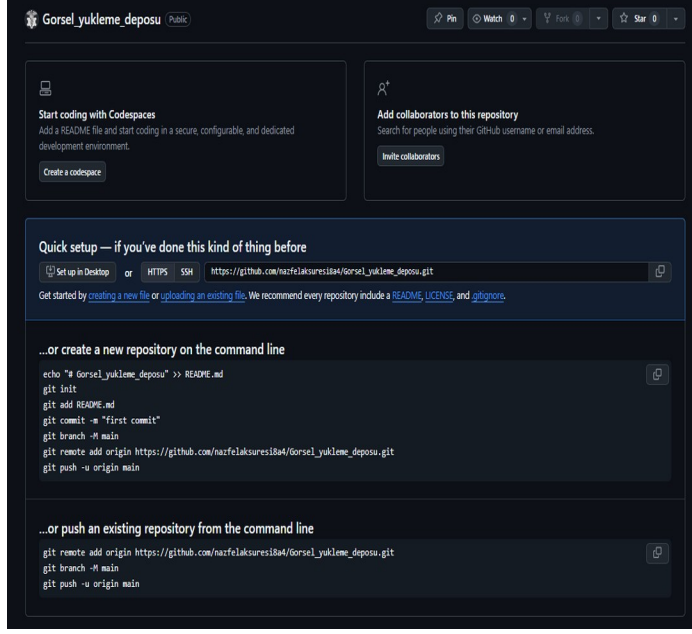 Gorsel_yukleme_deposu Public
Pin
Watch 0
Fork 0
Star 0
Start coding with Codespaces
Add a README file and start coding in a secure, configurable, and dedicated
development environment.
Create a codespace
Add collaborators to this repository
Search for people using their GitHub username or email address.
Invite collaborators
Quick setup — if you've done this kind of thing before
Set up in Desktop or HTTPS SSH https://github.com/nazfelaksuresi8a4/Gorsel_yukleme_deposu.git
Get started by creating a new file or uploading an existing file. We recommend every repository include a README, LICENSE, and .gitignore.
...or create a new repository on the command line
echo "# Gorsel_yukleme_deposu" >> README.md
git init
git add README.md
git commit -m "first commit"
git branch -M main
git remote add origin https://github.com/nazfelaksuresi8a4/Gorsel_yukleme_deposu.git
git push -u origin main
...or push an existing repository from the command line
git remote add origin https://github.com/nazfelaksuresi8a4/Gorsel_yukleme_deposu.git
git branch -M main
git push -u origin main